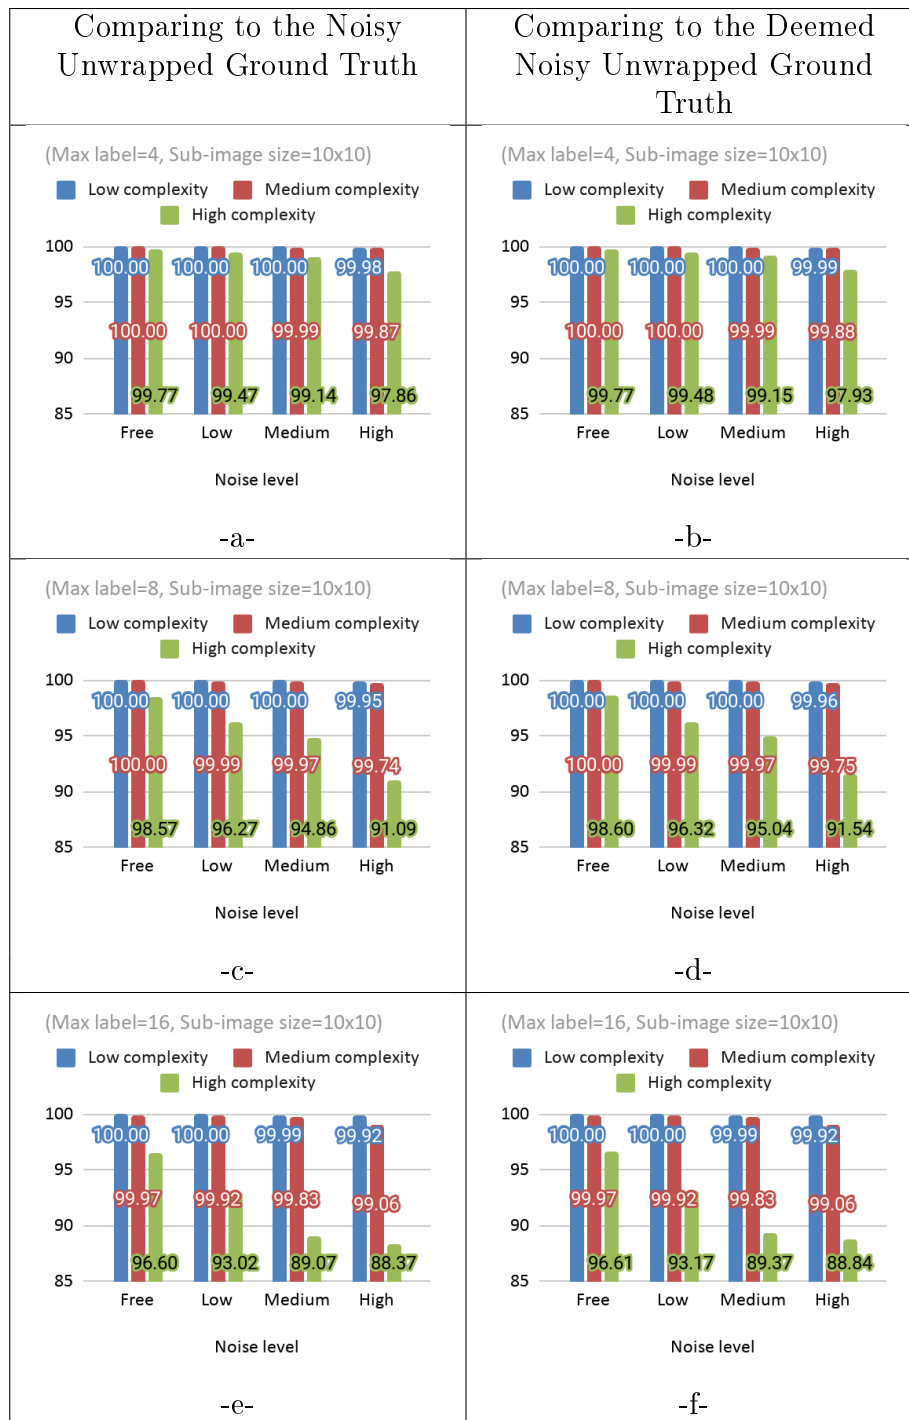 Comparing to the Noisy
Unwrapped Ground Truth
Comparing to the Deemed
Noisy Unwrapped Ground
Truth
(Max label=4, Sub-image size=10x10)
Low complexity Medium complexity
High complexity
100
95
90
85
100.00 100.00 100.00 99.98
100.00 100.00 99.99 99.87
99.77 99.47 99.14 97.86
Free Low Medium High
Noise level
-a-
(Max label=4, Sub-image size=10x10)
Low complexity Medium complexity
High complexity
100
95
90
85
100.00 100.00 100.00 99.99
100.00 100.00 99.99 99.88
99.77 99.48 99.15 97.93
Free Low Medium High
Noise level
-b-
(Max label=8, Sub-image size=10x10)
Low complexity Medium complexity
High complexity
100
95
90
85
100.00 100.00 100.00 99.95
100.00 99.99 99.97 99.74
98.57 96.27 94.86 91.09
Free Low Medium High
Noise level
-c-
(Max label=8, Sub-image size=10x10)
Low complexity Medium complexity
High complexity
100
95
90
85
100.00 100.00 100.00 99.96
100.00 99.99 99.97 99.75
98.60 96.32 95.04 91.54
Free Low Medium High
Noise level
-d-
(Max label=16, Sub-image size=10x10)
Low complexity Medium complexity
High complexity
100
95
90
85
100.00 100.00 99.99 99.92
99.97 99.92 99.83 99.06
96.60 93.02 89.07 88.37
Free Low Medium High
Noise level
-e-
(Max label=16, Sub-image size=10x10)
Low complexity Medium complexity
High complexity
100
95
90
85
100.00 100.00 99.99 99.92
99.97 99.92 99.83 99.06
96.61 93.17 89.37 88.84
Free Low Medium High
Noise level
-f-